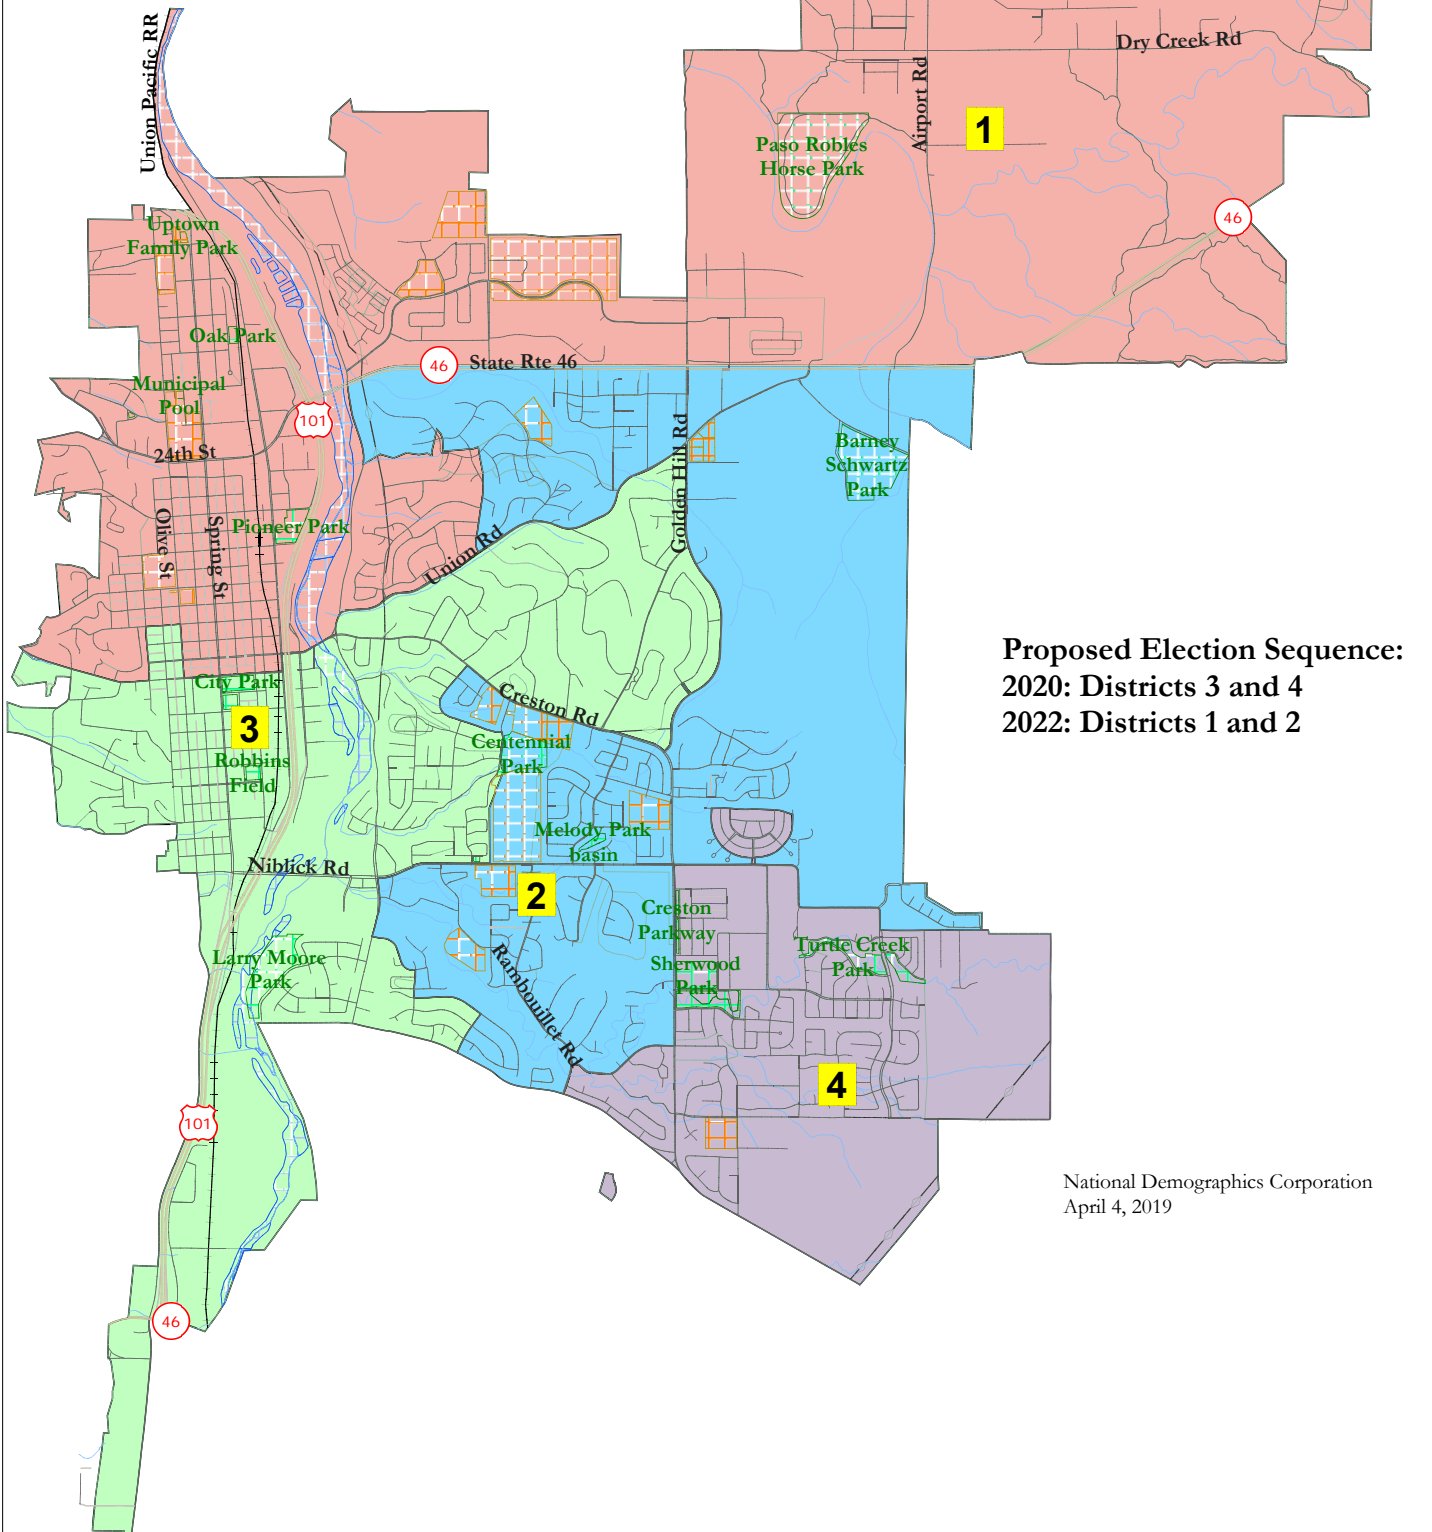 Union Pacific RR
Dry Creek Rd
Airport Rd
1
Paso Robles
Horse Park
46
Uptown
Family Park
Oak Park
46
State Rte 46
Municipal
Pool
101
24th St
Golden Hill Rd
Barney
Schwartz
Park
Olive St
Spring St
Pioneer Park
Union Rd
Proposed Election Sequence:
2020: Districts 3 and 4
2022: Districts 1 and 2
City Park
3
Creston Rd
Centennial
Park
Robbins
Field
Melody Park
basin
Niblick Rd
2
Creston
Parkway
Turtle Creek
Park
Sherwood
Park
Larry Moore
Park
Rambouillet Rd
4
101
National Demographics Corporation
April 4, 2019
46